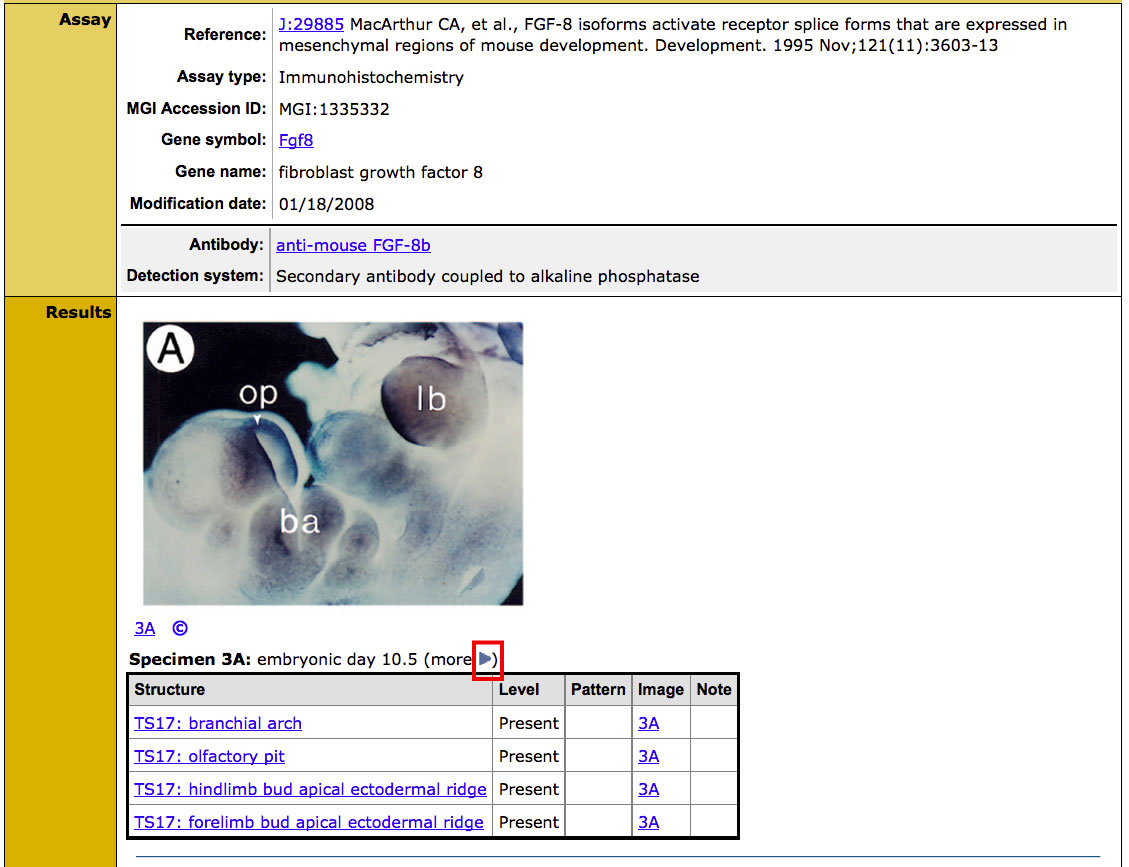 Assay
Reference: J:29885 MacArthur CA, et al., FGF-8 isoforms activate receptor splice forms that are expressed in
mesenchymal regions of mouse development. Development. 1995 Nov;121(11):3603-13
Assay type: Immunohistochemistry
MGI Accession ID: MGI:1335332
Gene symbol: Fgf8
Gene name: fibroblast growth factor 8
Modification date: 01/18/2008
Antibody: anti-mouse FGF-8b
Detection system: Secondary antibody coupled to alkaline phosphatase
Results
A
op
lb
ba
3A ©
Specimen 3A: embryonic day 10.5 (more ▶)
Structure Level Pattern Image Note
TS17: branchial arch Present 3A
TS17: olfactory pit Present 3A
TS17: hindlimb bud apical ectodermal ridge Present 3A
TS17: forelimb bud apical ectodermal ridge Present 3A